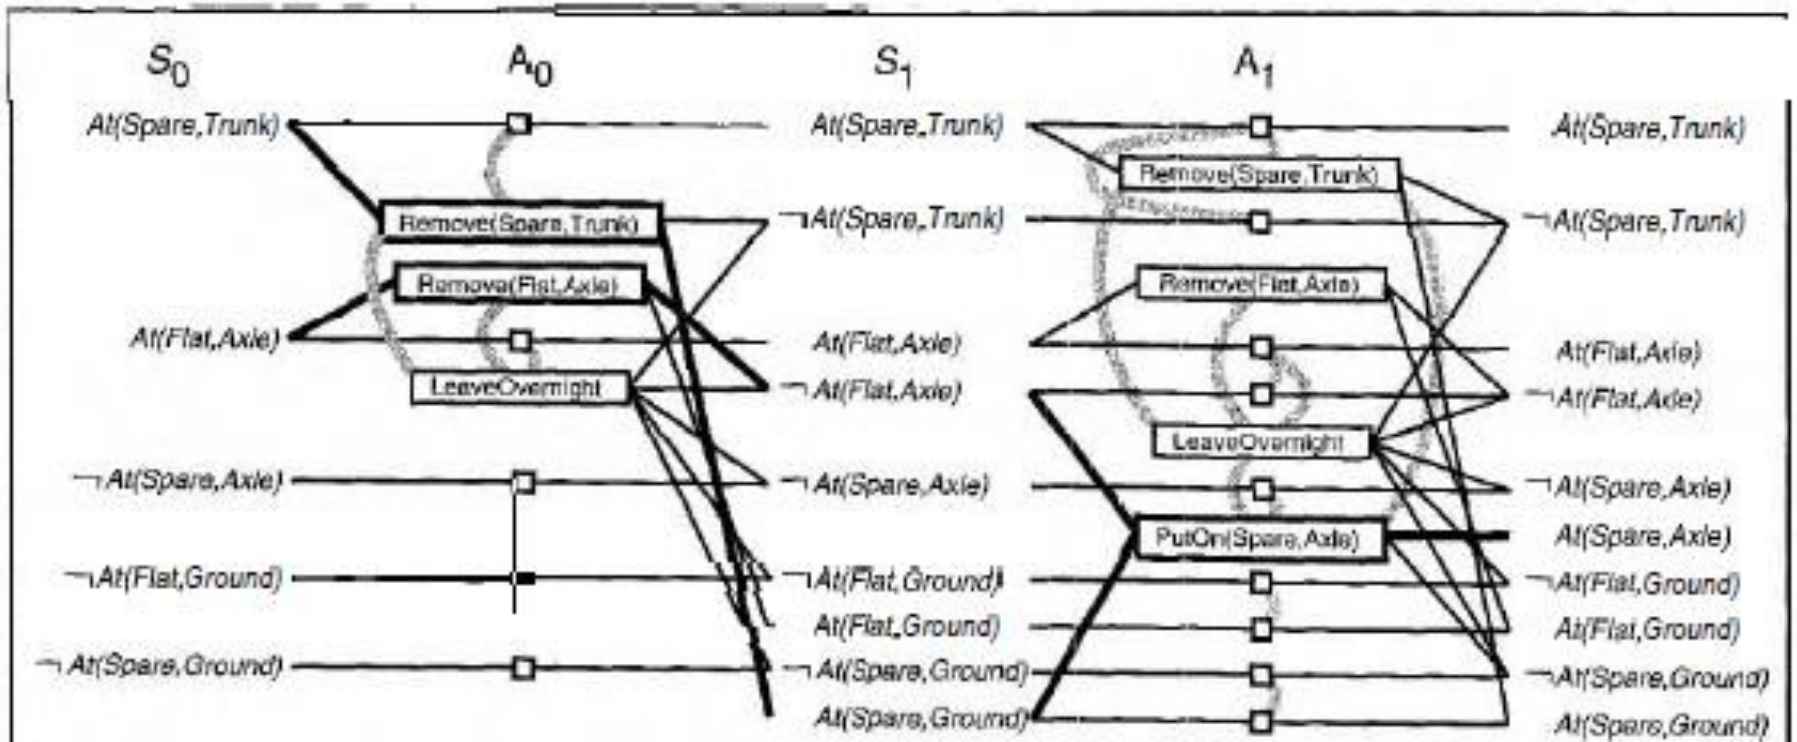 S0 A0 S1 A1
At(Spare,Trunk) At(Spare,Trunk) At(Spare,Trunk)
Remove(Spare,Trunk)
Remove(Spare,Trunk) ¬At(Spare,Trunk) ¬At(Spare,Trunk)
Remove(Flat,Axle) Remove(Flat,Axle)
At(Flat,Axle) At(Flat,Axle) At(Flat,Axle)
LeaveOvernight ¬At(Flat,Axle) ¬At(Flat,Axle)
LeaveOvernight
¬At(Spare,Axle) ¬At(Spare,Axle) ¬At(Spare,Axle)
PutOn(Spare,Axle) At(Spare,Axle)
¬At(Flat,Ground) ¬At(Flat,Ground) ¬At(Flat,Ground)
At(Flat,Ground) At(Flat,Ground)
¬At(Spare,Ground) ¬At(Spare,Ground) ¬At(Spare,Ground)
At(Spare,Ground) At(Spare,Ground)